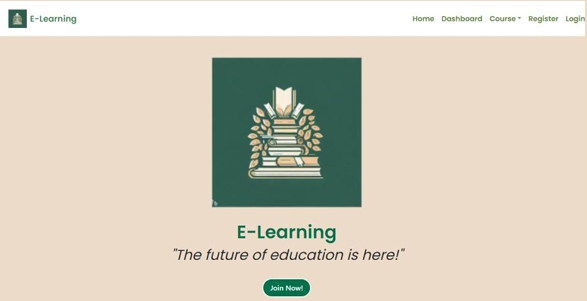 E-Learning
Home Dashboard Course Register Login
E-Learning
"The future of education is here!"
Join Now!